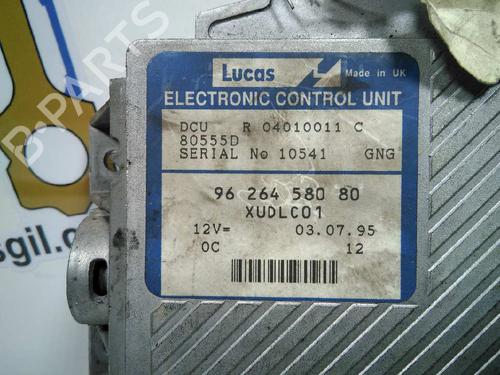 Lucas
Made in UK
ELECTRONIC CONTROL UNIT
DCU R 04010011 C
80555D
SERIAL No 10541 GNG
96 264 580 80
XUDLC01
12V= 03.07.95
0C 12
B-PARTS
sgil.com